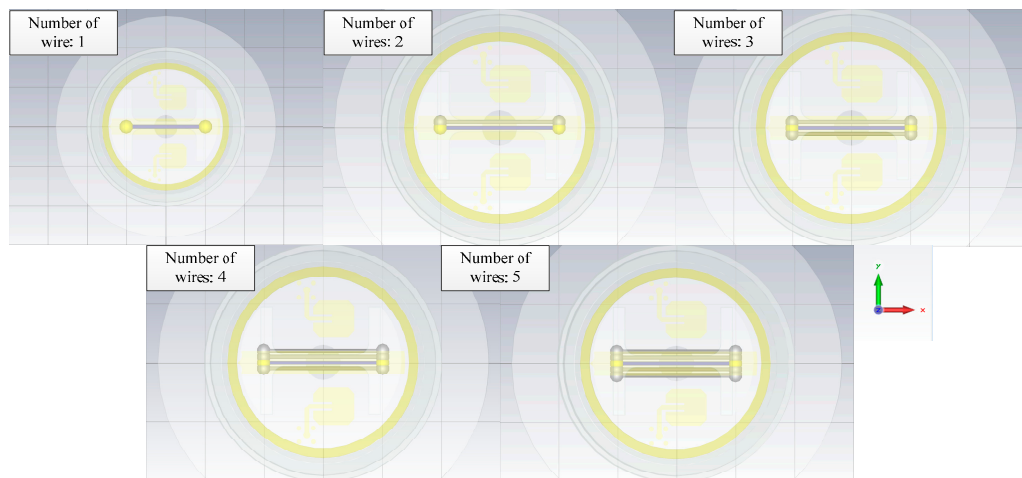 Number of
wire: 1
Number of
wires: 2
Number of
wires: 3
Number of
wires: 4
Number of
wires: 5
y
z
x